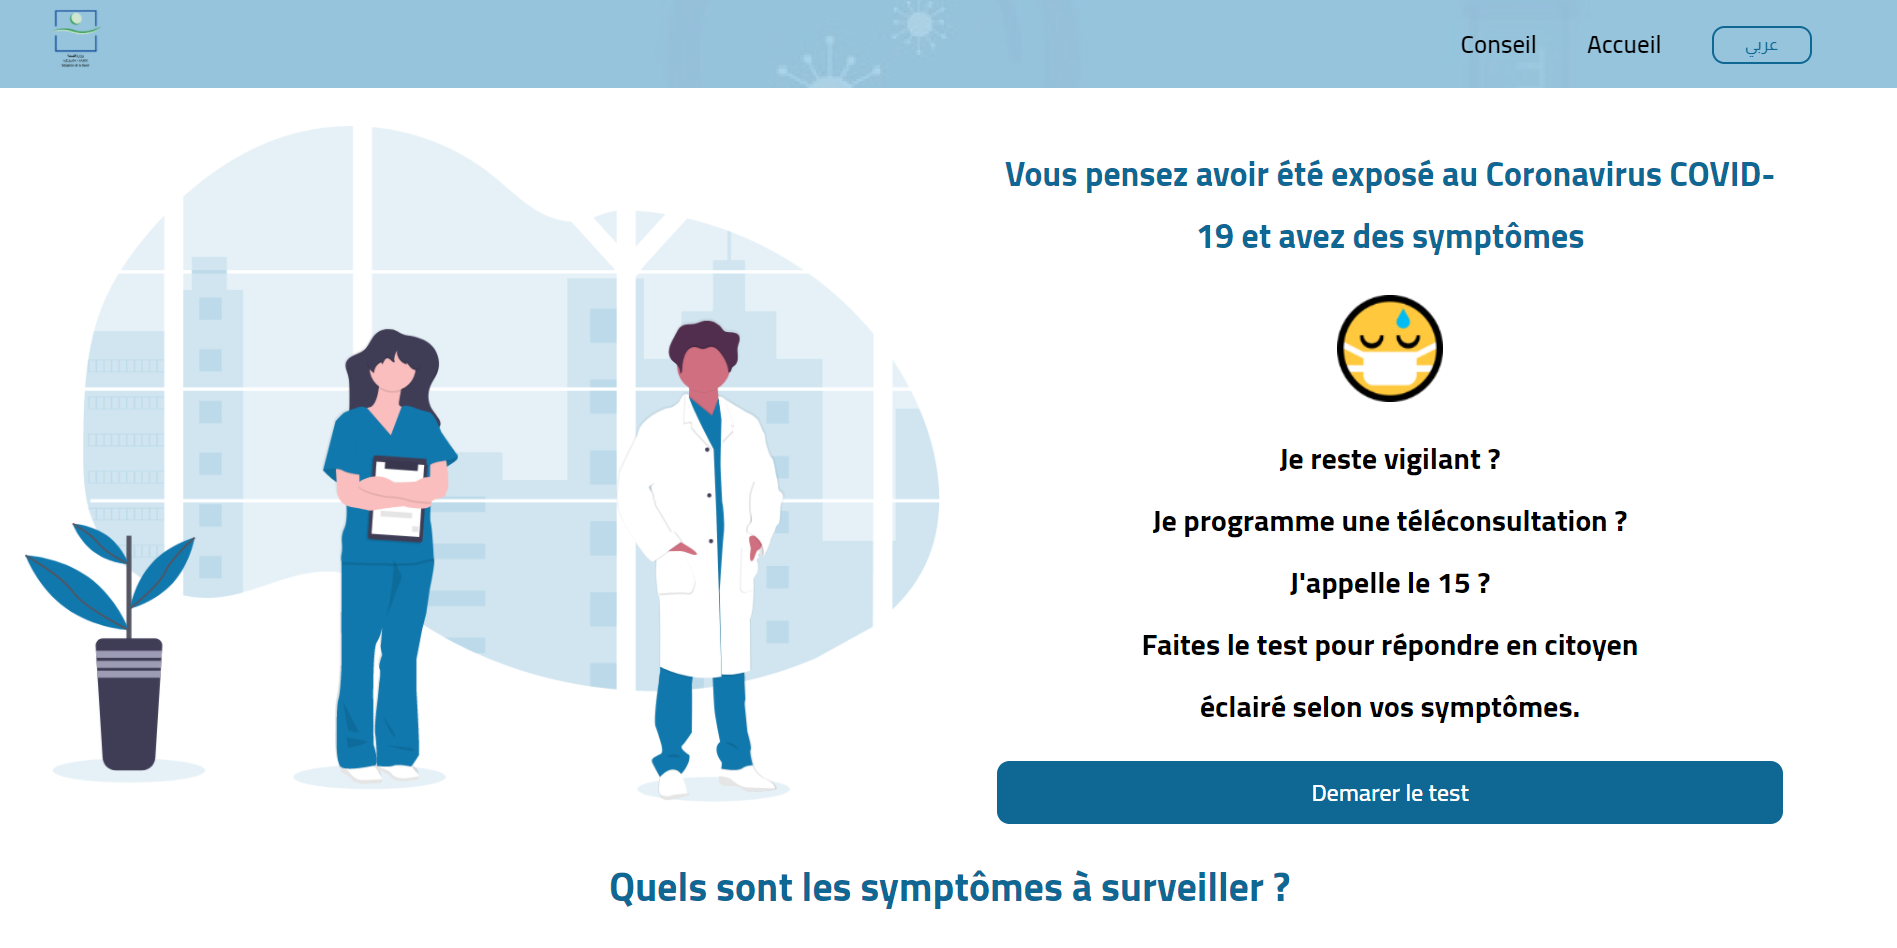 Conseil
Accueil
عربي
Vous pensez avoir été exposé au Coronavirus COVID-
19 et avez des symptômes
Je reste vigilant ?
Je programme une téléconsultation ?
J'appelle le 15 ?
Faites le test pour répondre en citoyen
éclairé selon vos symptômes.
Demarer le test
Quels sont les symptômes à surveiller ?